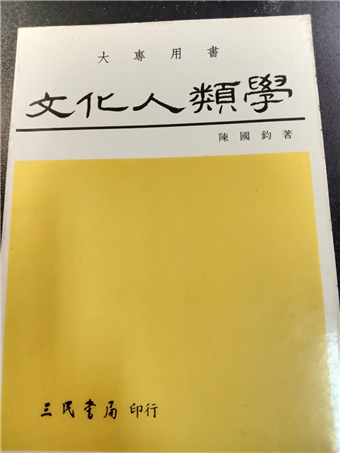 大專用書
文化人類學
陳國鈞著
三民書局印行